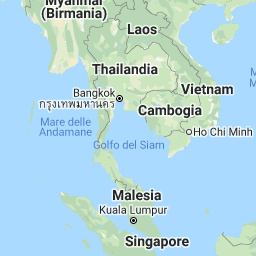 Myanmar
(Birmania)
Laos
Thailandia
Vietnam
Bangkok
กรุงเทพมหานคร
Cambogia
Mare delle
Andamane
Ho Chi Minh
Golfo del Siam
Malesia
Kuala Lumpur
Singapore